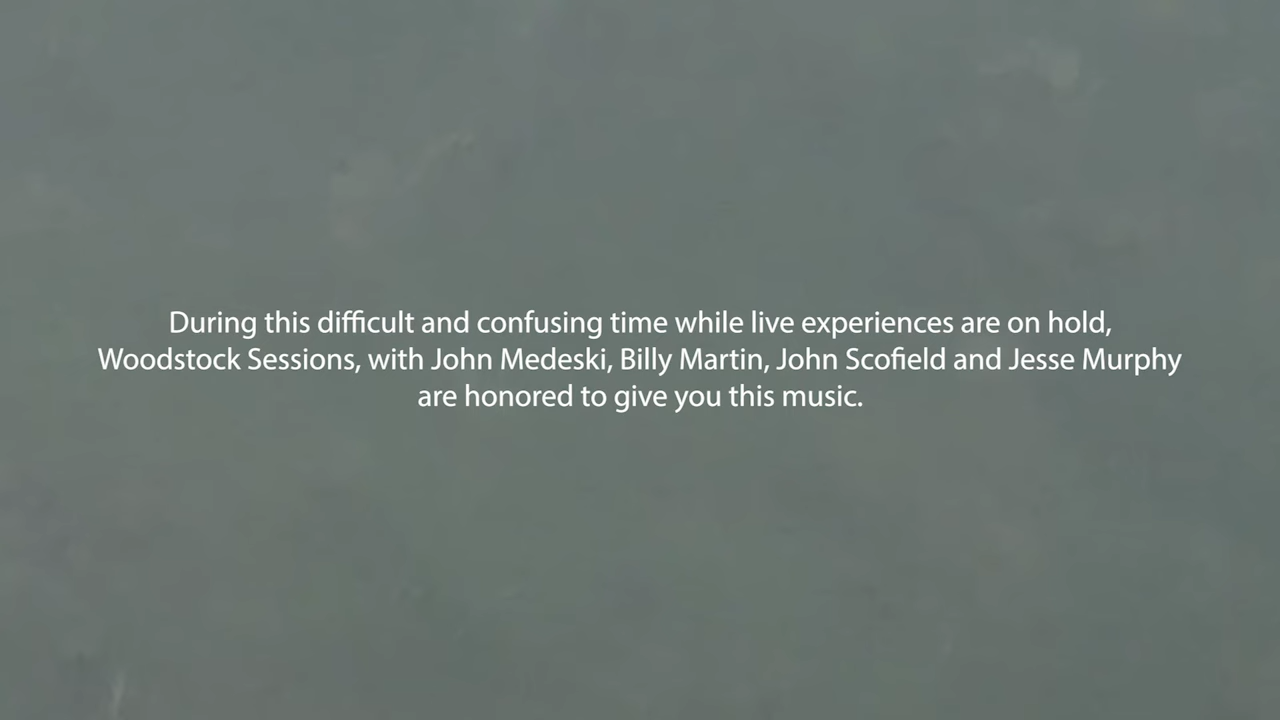 During this difficult and confusing time while live experiences are on hold,
Woodstock Sessions, with John Medeski, Billy Martin, John Scofield and Jesse Murphy
are honored to give you this music.